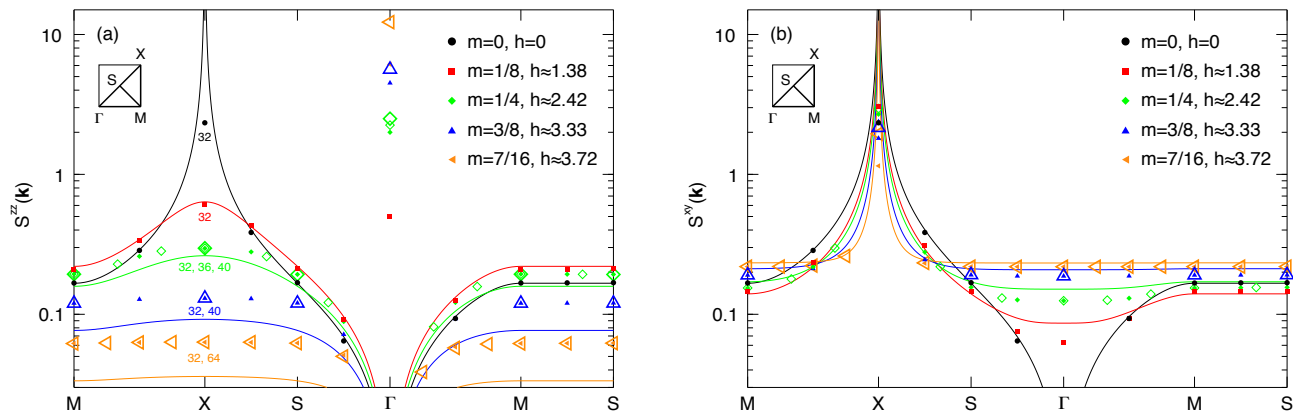 (a)
10
1
0.1
S^zz(k)
X
S
Γ
M
m=0, h=0
m=1/8, h≈1.38
m=1/4, h≈2.42
m=3/8, h≈3.33
m=7/16, h≈3.72
32
32
32, 36, 40
32, 40
32, 64
M
X
S
Γ
M
S
(b)
10
1
0.1
S^xy(k)
X
S
Γ
M
m=0, h=0
m=1/8, h≈1.38
m=1/4, h≈2.42
m=3/8, h≈3.33
m=7/16, h≈3.72
M
X
S
Γ
M
S